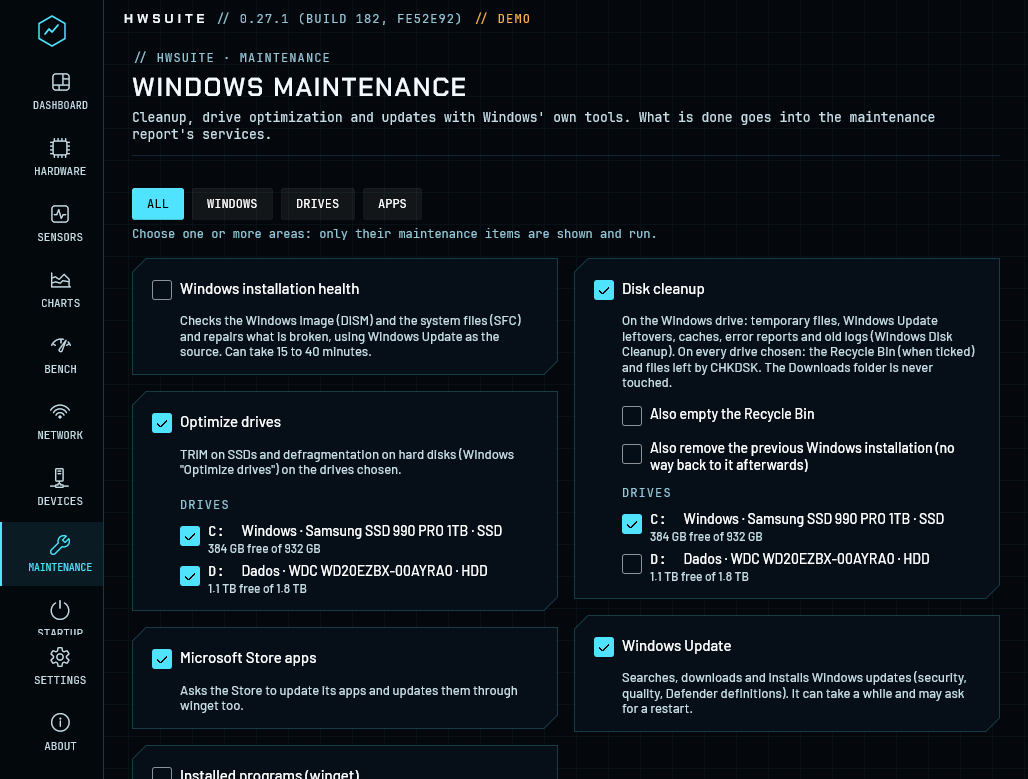 HWSUITE // 0.27.1 (BUILD 182, FE52E92) // DEMO
DASHBOARD
HARDWARE
SENSORS
CHARTS
BENCH
NETWORK
DEVICES
MAINTENANCE
STARTUP
SETTINGS
ABOUT
// HWSUITE · MAINTENANCE
WINDOWS MAINTENANCE
Cleanup, drive optimization and updates with Windows' own tools. What is done goes into the maintenance
report's services.
ALL WINDOWS DRIVES APPS
Choose one or more areas: only their maintenance items are shown and run.
Windows installation health
Checks the Windows image (DISM) and the system files (SFC)
and repairs what is broken, using Windows Update as the
source. Can take 15 to 40 minutes.
Optimize drives
TRIM on SSDs and defragmentation on hard disks (Windows
"Optimize drives") on the drives chosen.
DRIVES
C: Windows · Samsung SSD 990 PRO 1TB · SSD
384 GB free of 932 GB
D: Dados · WDC WD20EZBX-00AYRA0 · HDD
1.1 TB free of 1.8 TB
Microsoft Store apps
Asks the Store to update its apps and updates them through
winget too.
Installed programs (winget)
Disk cleanup
On the Windows drive: temporary files, Windows Update
leftovers, caches, error reports and old logs (Windows Disk
Cleanup). On every drive chosen: the Recycle Bin (when ticked)
and files left by CHKDSK. The Downloads folder is never
touched.
Also empty the Recycle Bin
Also remove the previous Windows installation (no
way back to it afterwards)
DRIVES
C: Windows · Samsung SSD 990 PRO 1TB · SSD
384 GB free of 932 GB
D: Dados · WDC WD20EZBX-00AYRA0 · HDD
1.1 TB free of 1.8 TB
Windows Update
Searches, downloads and installs Windows updates (security,
quality, Defender definitions). It can take a while and may ask
for a restart.